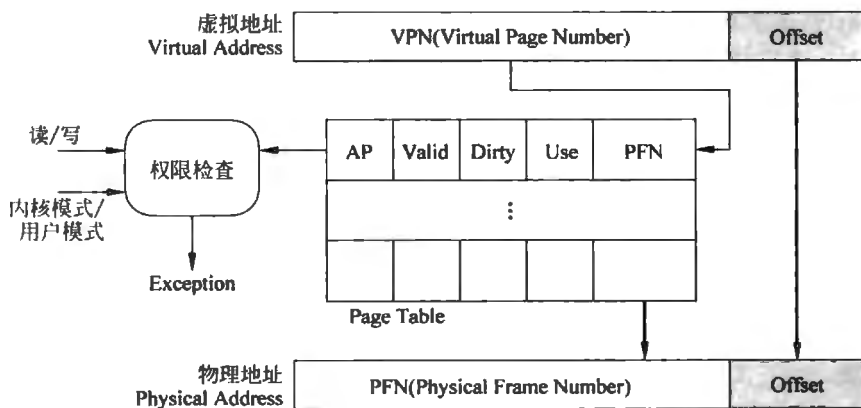 虚拟地址
Virtual Address
VPN(Virtual Page Number)
Offset
读/写
权限检查
内核模式/
用户模式
Exception
AP
Valid
Dirty
Use
PFN
⋮
Page Table
物理地址
Physical Address
PFN(Physical Frame Number)
Offset